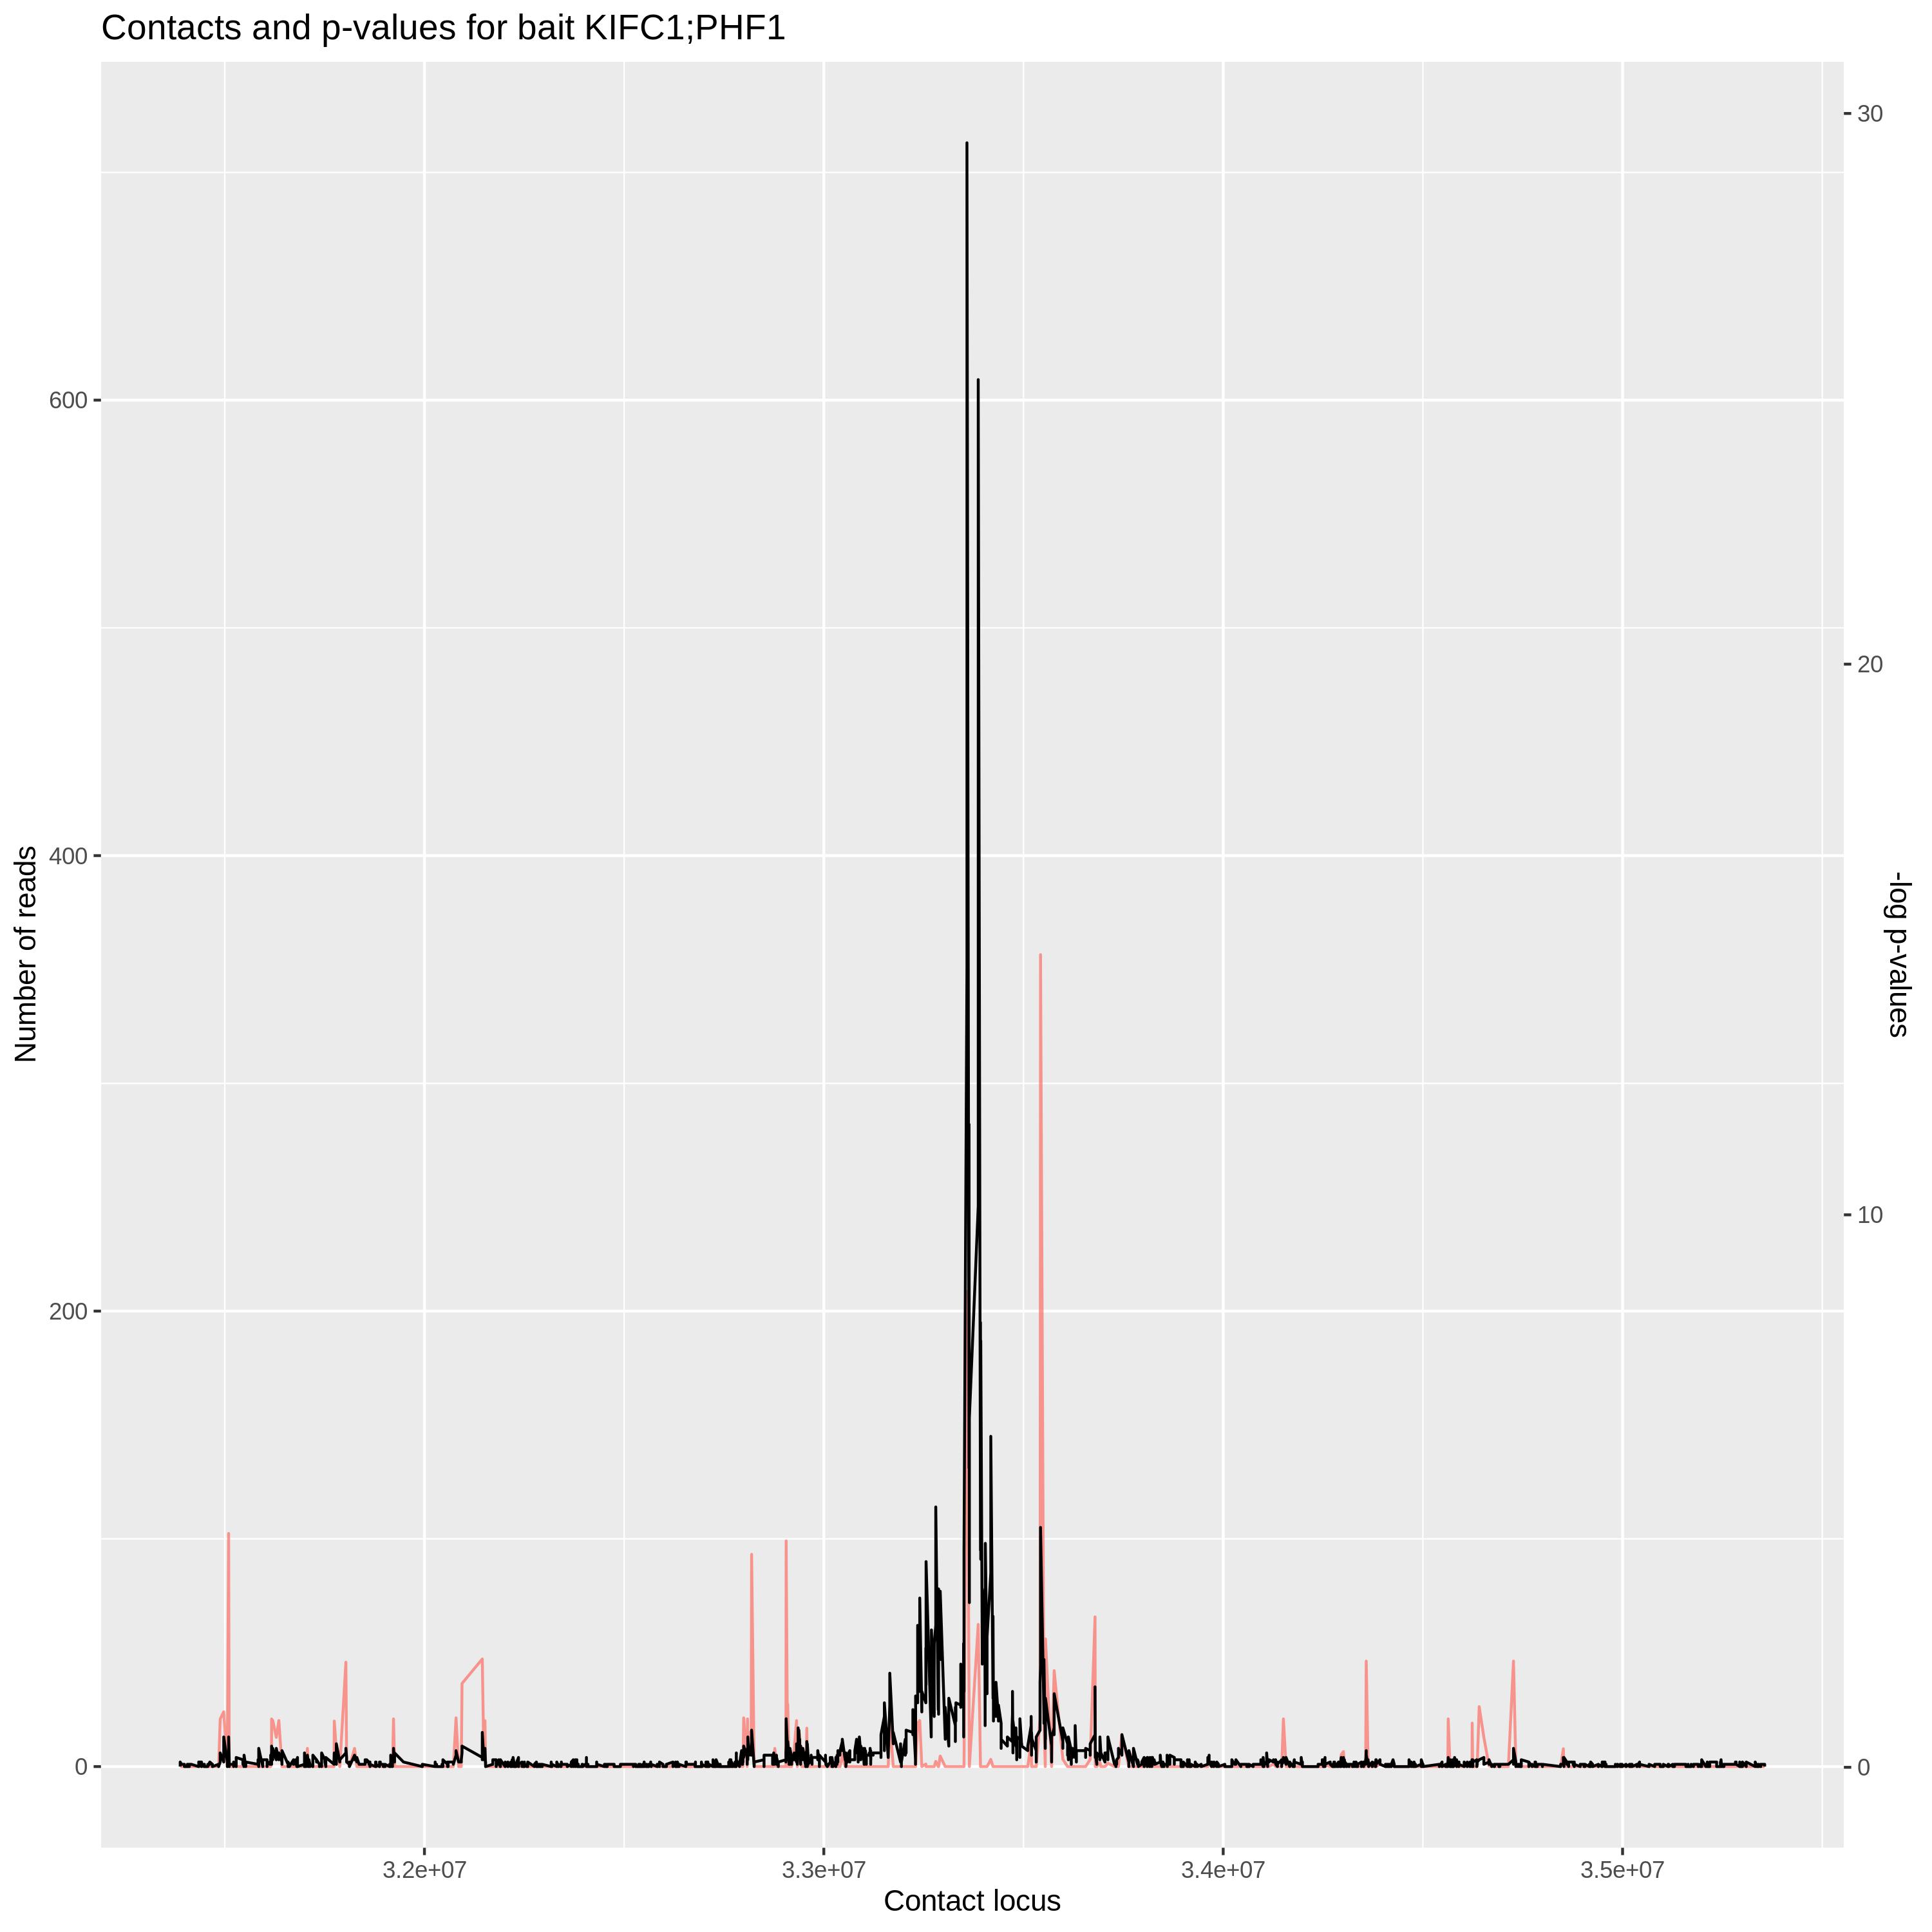 Contacts and p-values for bait KIFC1;PHF1
30
600
20
Number of reads
400
-log p-values
10
200
0
0
3.2e+07
3.3e+07
3.4e+07
3.5e+07
Contact locus